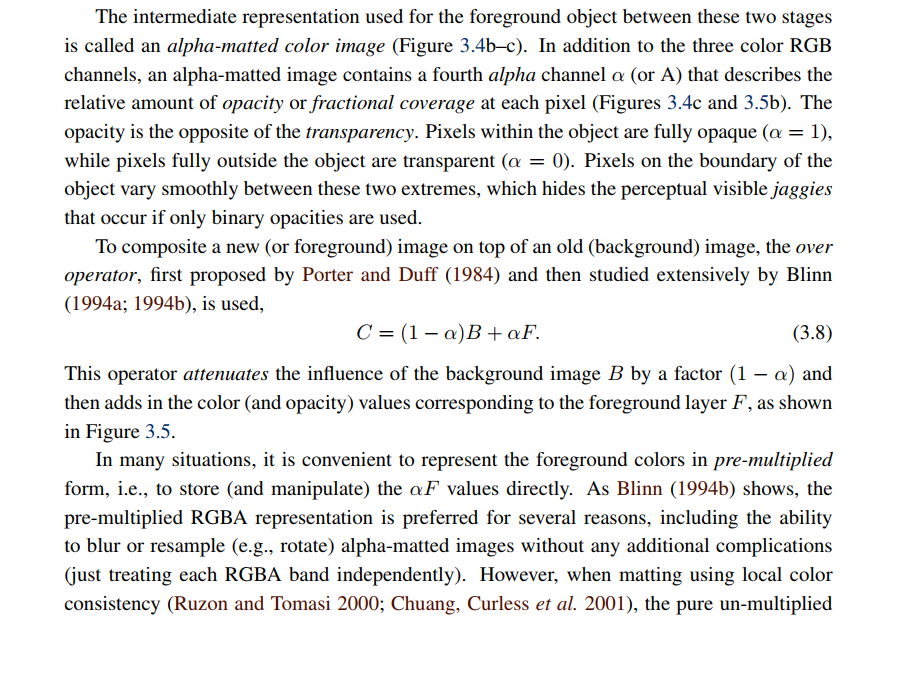 The intermediate representation used for the foreground object between these two stages
is called an alpha-matted color image (Figure 3.4b–c). In addition to the three color RGB
channels, an alpha-matted image contains a fourth alpha channel α (or A) that describes the
relative amount of opacity or fractional coverage at each pixel (Figures 3.4c and 3.5b). The
opacity is the opposite of the transparency. Pixels within the object are fully opaque (α = 1),
while pixels fully outside the object are transparent (α = 0). Pixels on the boundary of the
object vary smoothly between these two extremes, which hides the perceptual visible jaggies
that occur if only binary opacities are used.
To composite a new (or foreground) image on top of an old (background) image, the over
operator, first proposed by Porter and Duff (1984) and then studied extensively by Blinn
(1994a; 1994b), is used,
C = (1 − α)B + αF. (3.8)
This operator attenuates the influence of the background image B by a factor (1 − α) and
then adds in the color (and opacity) values corresponding to the foreground layer F, as shown
in Figure 3.5.
In many situations, it is convenient to represent the foreground colors in pre-multiplied
form, i.e., to store (and manipulate) the αF values directly. As Blinn (1994b) shows, the
pre-multiplied RGBA representation is preferred for several reasons, including the ability
to blur or resample (e.g., rotate) alpha-matted images without any additional complications
(just treating each RGBA band independently). However, when matting using local color
consistency (Ruzon and Tomasi 2000; Chuang, Curless et al. 2001), the pure un-multiplied